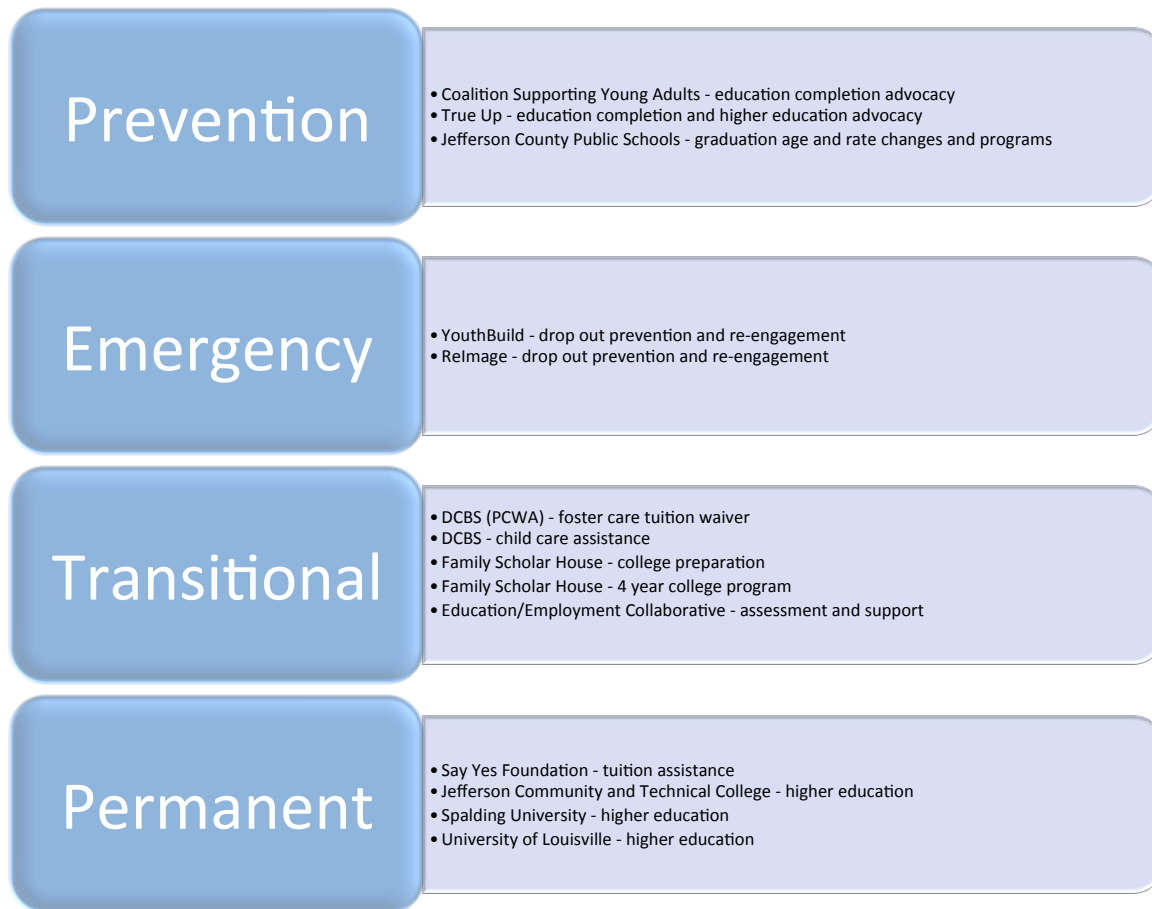 Prevention
• Coalition Supporting Young Adults - education completion advocacy
• True Up - education completion and higher education advocacy
• Jefferson County Public Schools - graduation age and rate changes and programs
Emergency
• YouthBuild - drop out prevention and re-engagement
• ReImage - drop out prevention and re-engagement
Transitional
• DCBS (PCWA) - foster care tuition waiver
• DCBS - child care assistance
• Family Scholar House - college preparation
• Family Scholar House - 4 year college program
• Education/Employment Collaborative - assessment and support
Permanent
• Say Yes Foundation - tuition assistance
• Jefferson Community and Technical College - higher education
• Spalding University - higher education
• University of Louisville - higher education